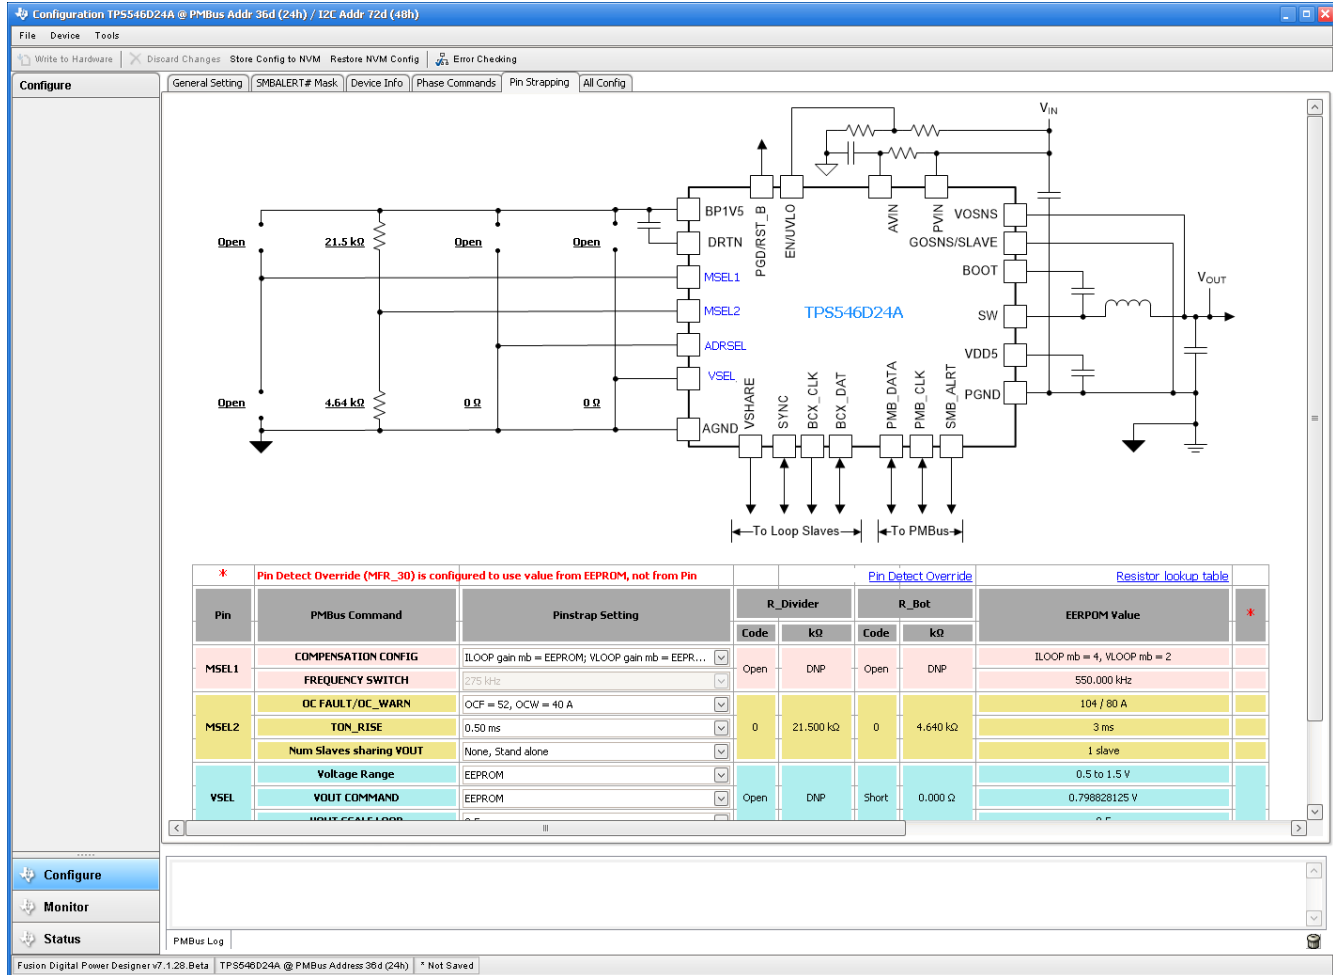 Configuration TPS546D24A @ PMBus Addr 36d (24h) / I2C Addr 72d (48h)
File Device Tools
Write to Hardware Discard Changes Store Config to NVM Restore NVM Config Error Checking
Configure
General Setting SMBALERT# Mask Device Info Phase Commands Pin Strapping All Config
VIN
BP1V5 PGD/RST_B EN/UVLO AVIN PVIN VOSNS
Open 21.5 kΩ Open Open DRTN GOSNS/SLAVE
MSEL1 BOOT VOUT
MSEL2 TPS546D24A SW
ADRSEL VDD5
VSEL
Open 4.64 kΩ 0 Ω 0 Ω PGND
AGND VSHARE SYNC BCX_CLK BCX_DAT PMB_DATA PMB_CLK SMB_ALRT
To Loop Slaves To PMBus
* Pin Detect Override (MFR_30) is configured to use value from EEPROM, not from Pin Pin Detect Override Resistor lookup table
Pin PMBus Command Pinstrap Setting R_Divider R_Bot EERPOM Value *
Code kΩ Code kΩ
MSEL1 COMPENSATION CONFIG ILOOP gain mb = EEPROM; VLOOP gain mb = EEPR... Open DNP Open DNP ILOOP mb = 4, VLOOP mb = 2
FREQUENCY SWITCH 275 kHz 550.000 kHz
MSEL2 OC FAULT/OC_WARN OCF = 52, OCW = 40 A 0 21.500 kΩ 0 4.640 kΩ 104 / 80 A
TON_RISE 0.50 ms 3 ms
Num Slaves sharing VOUT None, Stand alone 1 slave
VSEL Voltage Range EEPROM Open DNP Short 0.000 Ω 0.5 to 1.5 V
VOUT COMMAND EEPROM 0.798828125 V
VOUT SCALE LOOP 0.5 0.5
Configure
Monitor
Status
PMBus Log
Fusion Digital Power Designer v7.1.28.Beta TPS546D24A @ PMBus Address 36d (24h) * Not Saved